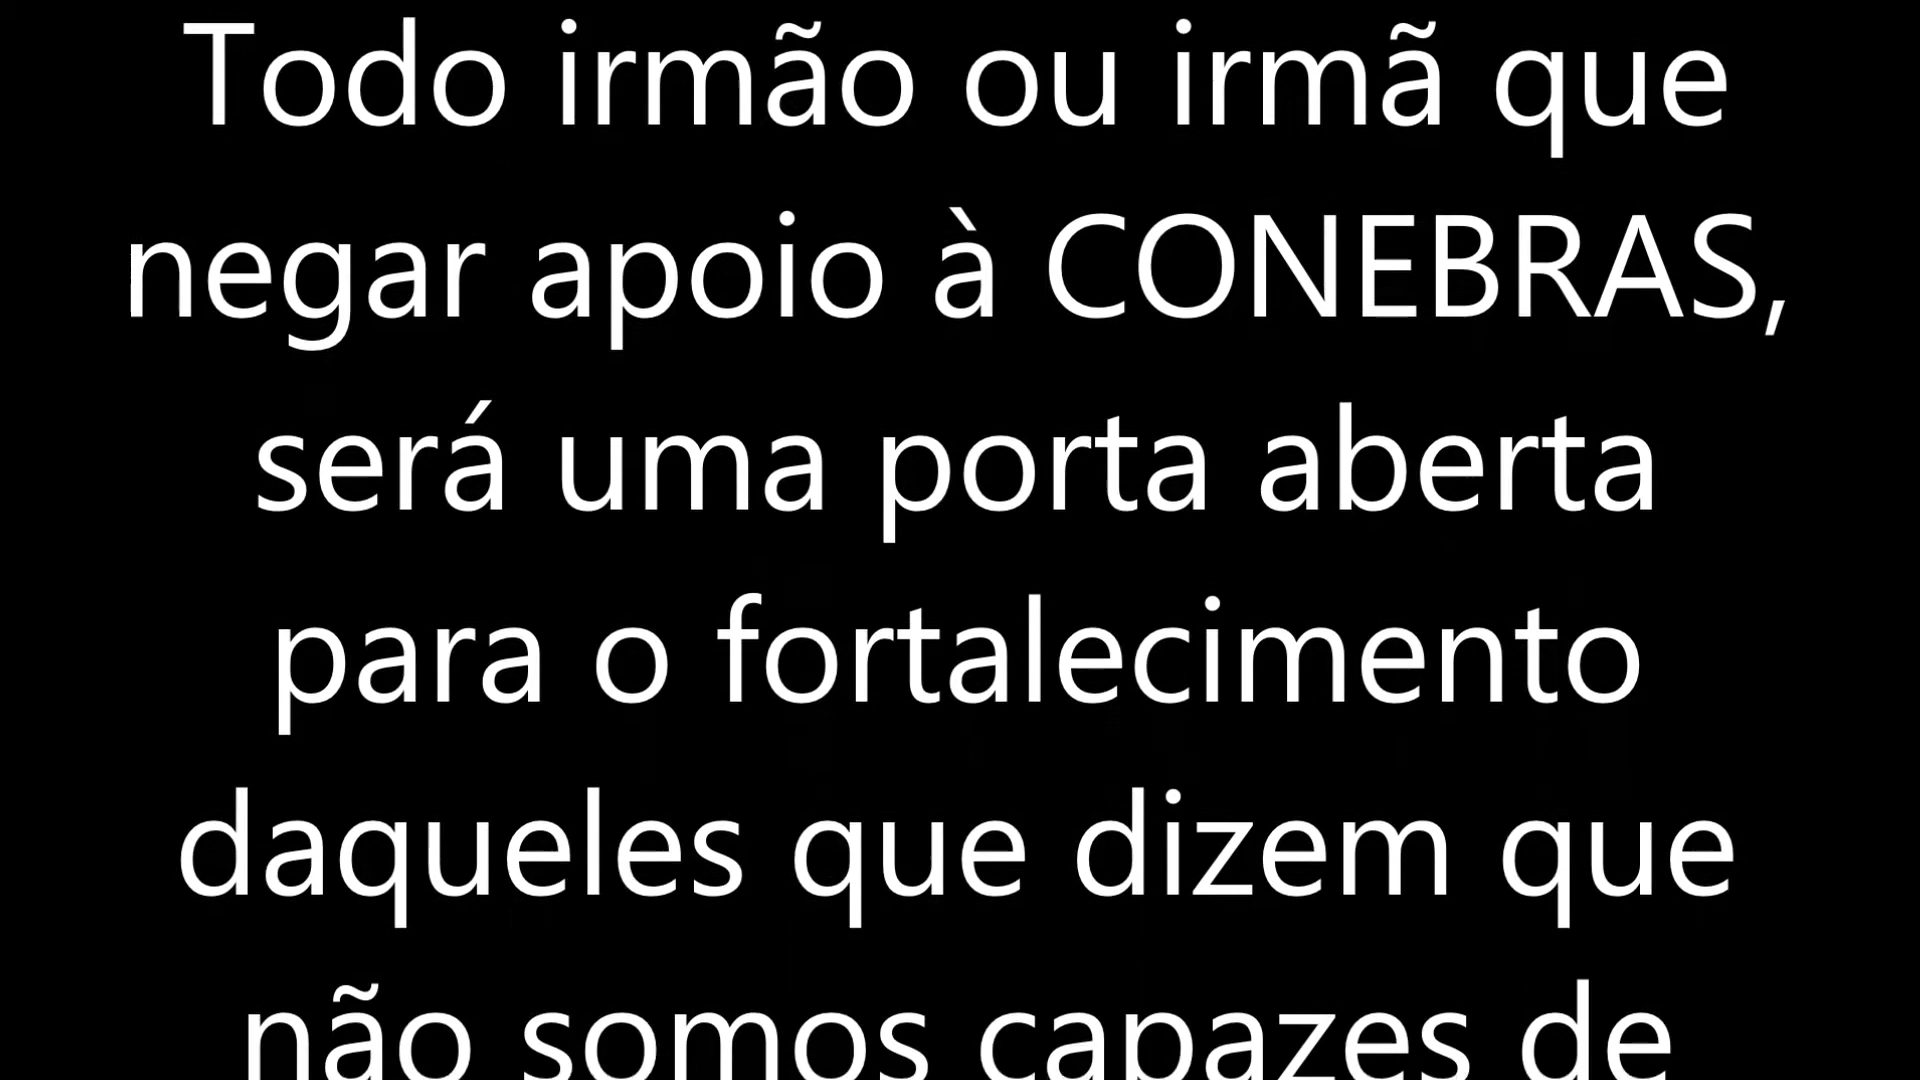 Todo irmão ou irmã que
negar apoio à CONEBRAS,
será uma porta aberta
para o fortalecimento
daqueles que dizem que
não somos capazes de